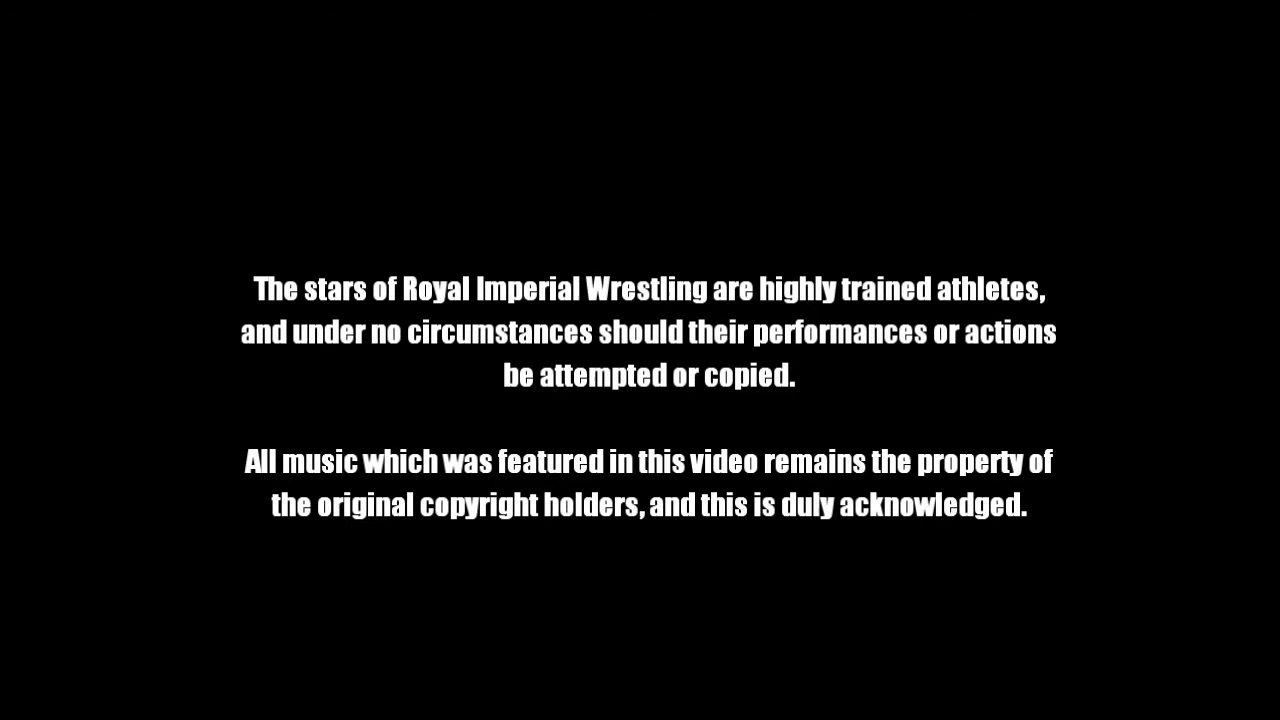 The stars of Royal Imperial Wrestling are highly trained athletes,
and under no circumstances should their performances or actions
be attempted or copied.
All music which was featured in this video remains the property of
the original copyright holders, and this is duly acknowledged.